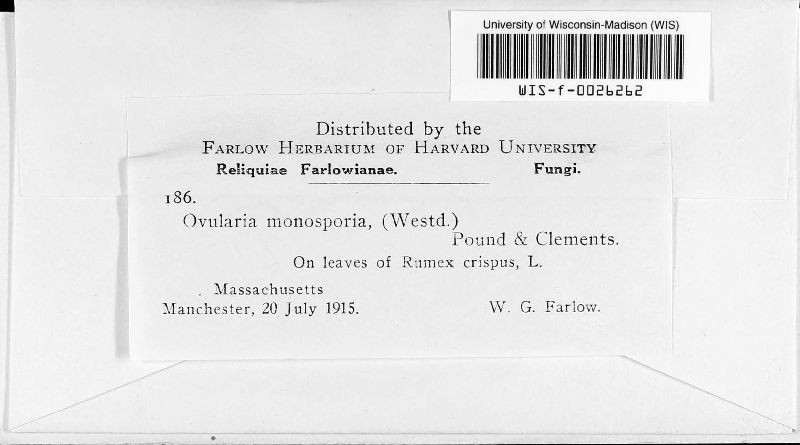 University of Wisconsin-Madison (WIS)
WIS-f-0026262
Distributed by the
FARLOW HERBARIUM OF HARVARD UNIVERSITY
Reliquiae Farlowianae. Fungi.
186.
Ovularia monosporia, (Westd.)
Pound & Clements.
On leaves of Rumex crispus, L.
Massachusetts
Manchester, 20 July 1915. W. G. Farlow.